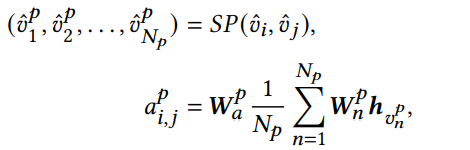 $(\hat{v}_1^p, \hat{v}_2^p, \ldots, \hat{v}_{N_p}^p) = SP(\hat{v}_i, \hat{v}_j),$
$a_{i,j}^p = \boldsymbol{W}_a^p \frac{1}{N_p} \sum_{n=1}^{N_p} \boldsymbol{W}_n^p \boldsymbol{h}_{v_n^p},$